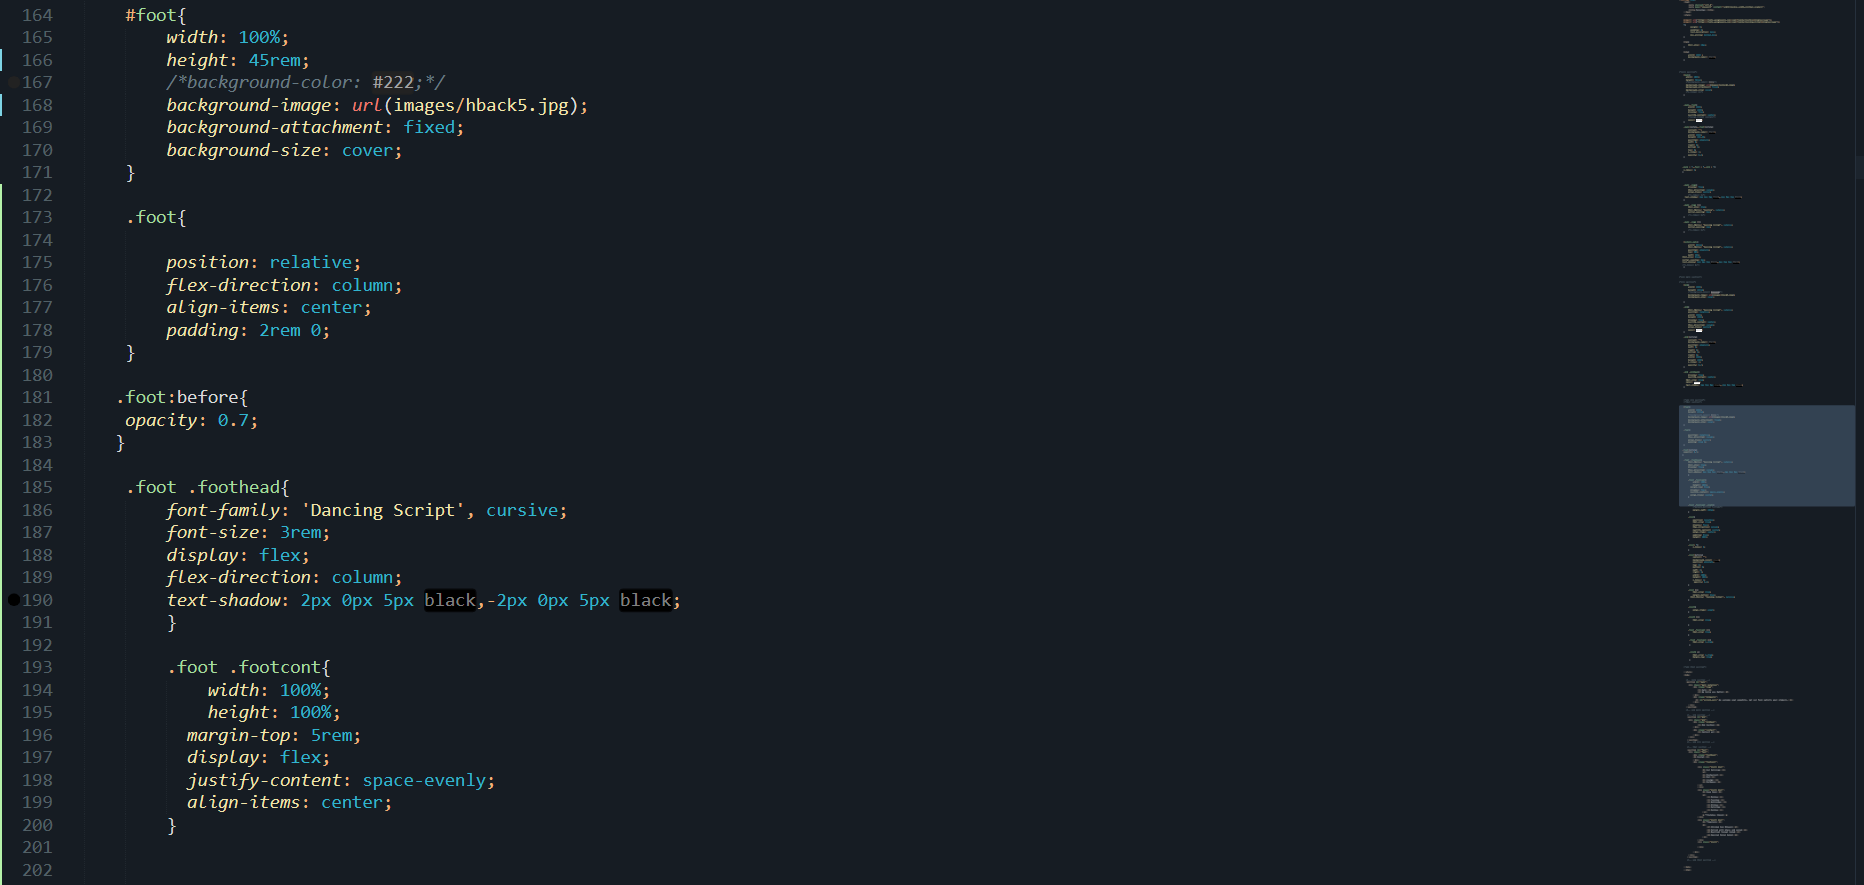 164 #foot{
165 width: 100%;
166 height: 45rem;
167 /*background-color: #222;*/
168 background-image: url(images/hback5.jpg);
169 background-attachment: fixed;
170 background-size: cover;
171 }
172
173 .foot{
174
175 position: relative;
176 flex-direction: column;
177 align-items: center;
178 padding: 2rem 0;
179 }
180
181 .foot:before{
182 opacity: 0.7;
183 }
184
185 .foot .foothead{
186 font-family: 'Dancing Script', cursive;
187 font-size: 3rem;
188 display: flex;
189 flex-direction: column;
190 text-shadow: 2px 0px 5px black,-2px 0px 5px black;
191 }
192
193 .foot .footcont{
194 width: 100%;
195 height: 100%;
196 margin-top: 5rem;
197 display: flex;
198 justify-content: space-evenly;
199 align-items: center;
200 }
201
202